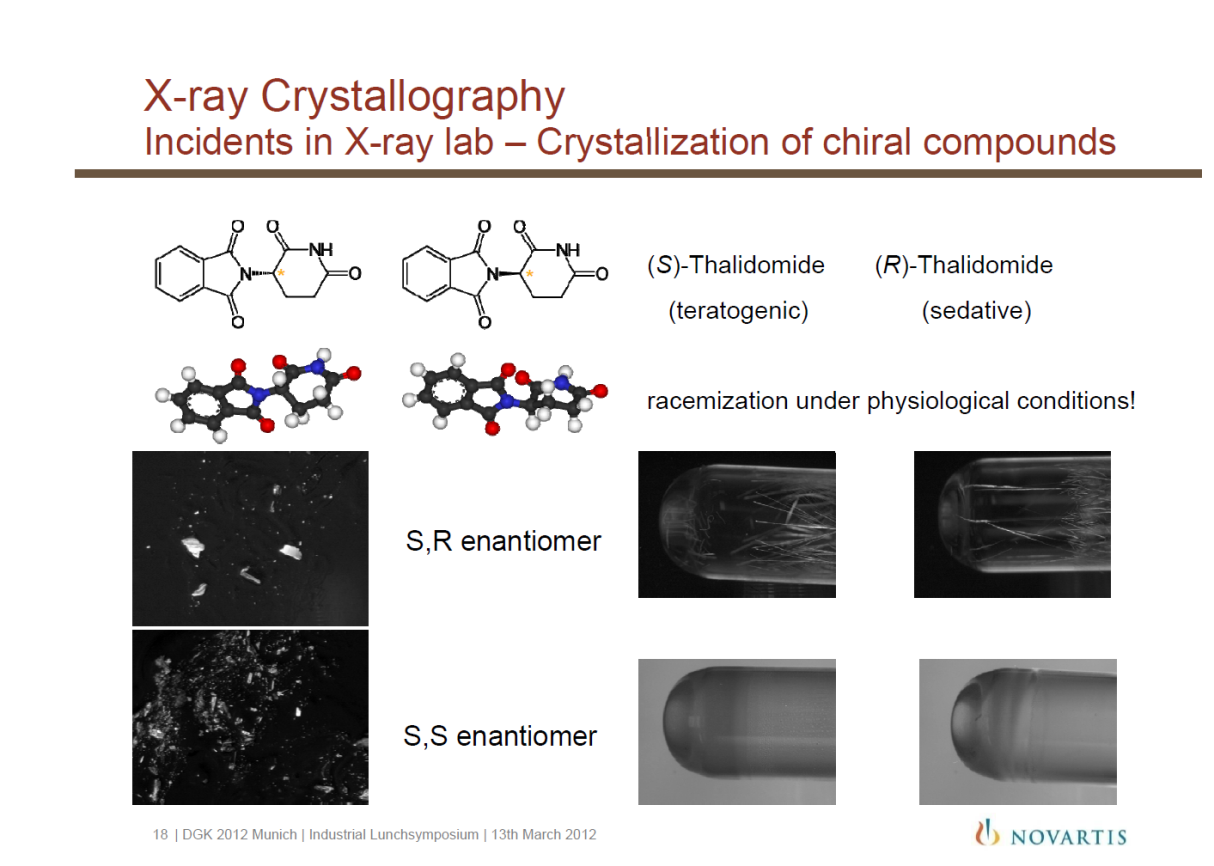 X-ray Crystallography
Incidents in X-ray lab – Crystallization of chiral compounds
O O NH N * O O
O O NH N * O O
(S)-Thalidomide (R)-Thalidomide
(teratogenic) (sedative)
racemization under physiological conditions!
S,R enantiomer
S,S enantiomer
18 | DGK 2012 Munich | Industrial Lunchsymposium | 13th March 2012
NOVARTIS